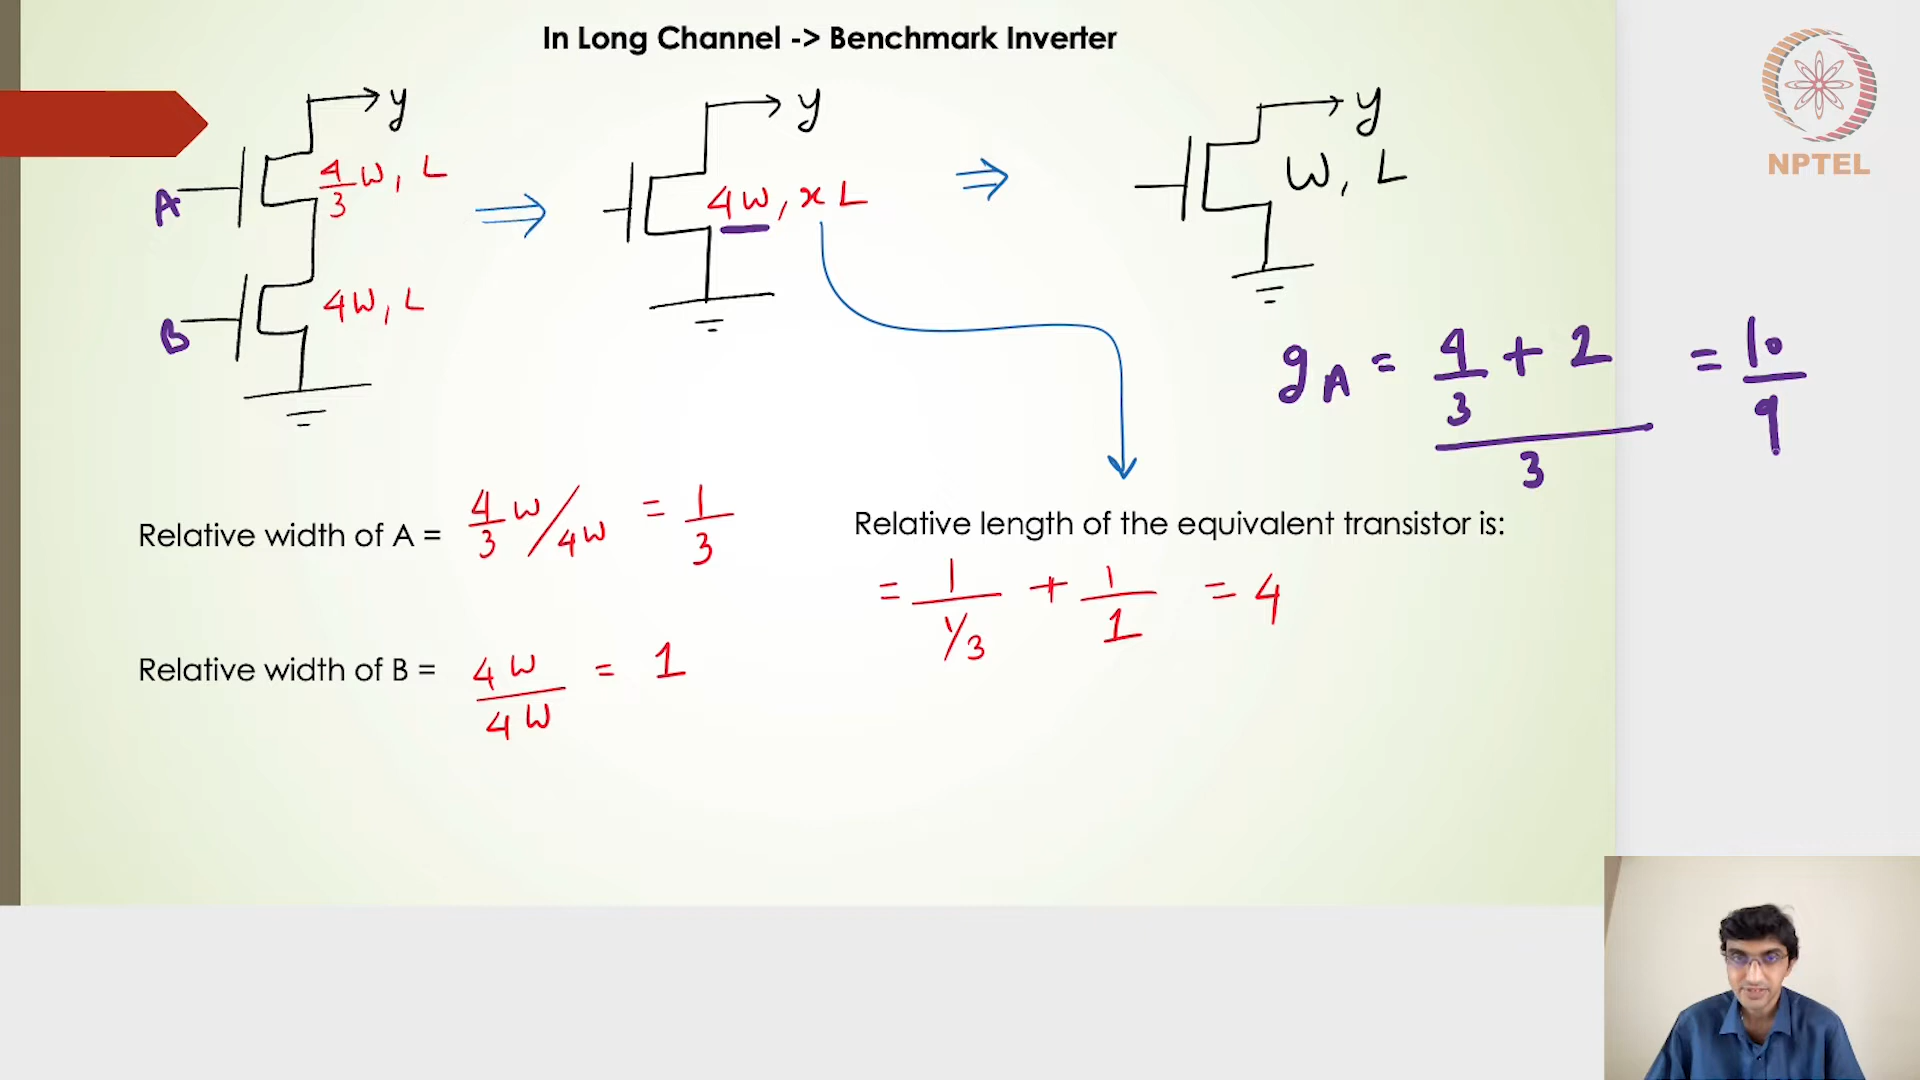 In Long Channel -> Benchmark Inverter
NPTEL
y
A
4/3 W, L
B
4W, L
⇒
y
4W, x L
⇒
y
W, L
g_A = (4/3 + 2) / 3 = 10/9
Relative width of A = 4/3 W / 4W = 1/3
Relative width of B = 4W / 4W = 1
Relative length of the equivalent transistor is:
= 1 / (1/3) + 1/1 = 4